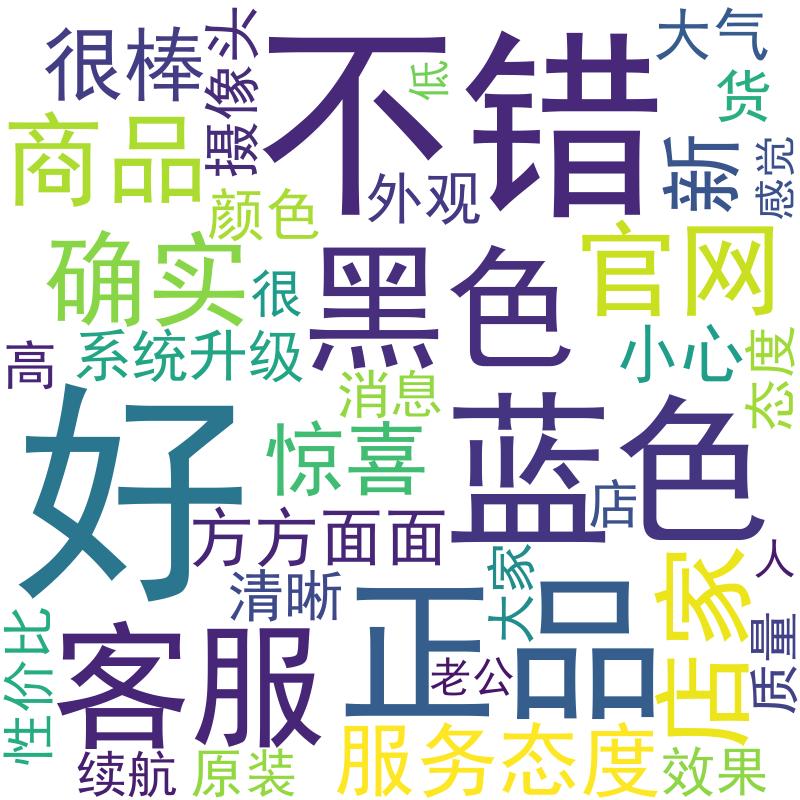 很棒
摄像头
不错
低
大气
货
商品
颜色
外观
新
感觉
确实
很
黑色
官网
高
系统升级
小心
态度
消息
好
惊喜
蓝色
店
方方面面
清晰
大家
人
正品
店家
性价比
客服
老公
质量
续航
原装
服务态度
效果